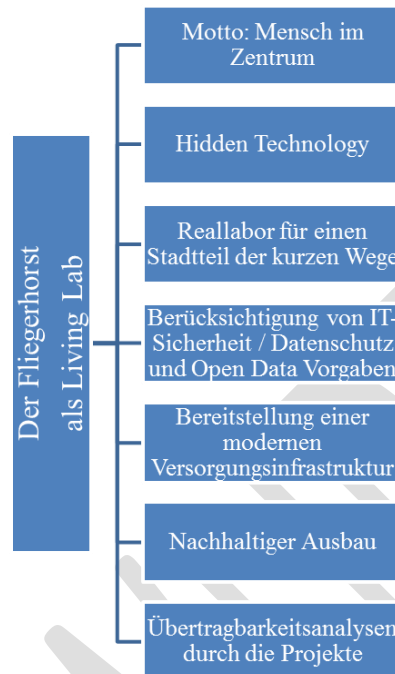 Der Fliegerhorst
als Living Lab
Motto: Mensch im
Zentrum
Hidden Technology
Reallabor für einen
Stadtteil der kurzen Wege
Berücksichtigung von IT-
Sicherheit / Datenschutz
und Open Data Vorgaben
Bereitstellung einer
modernen
Versorgungsinfrastruktur
Nachhaltiger Ausbau
Übertragbarkeitsanalysen
durch die Projekte